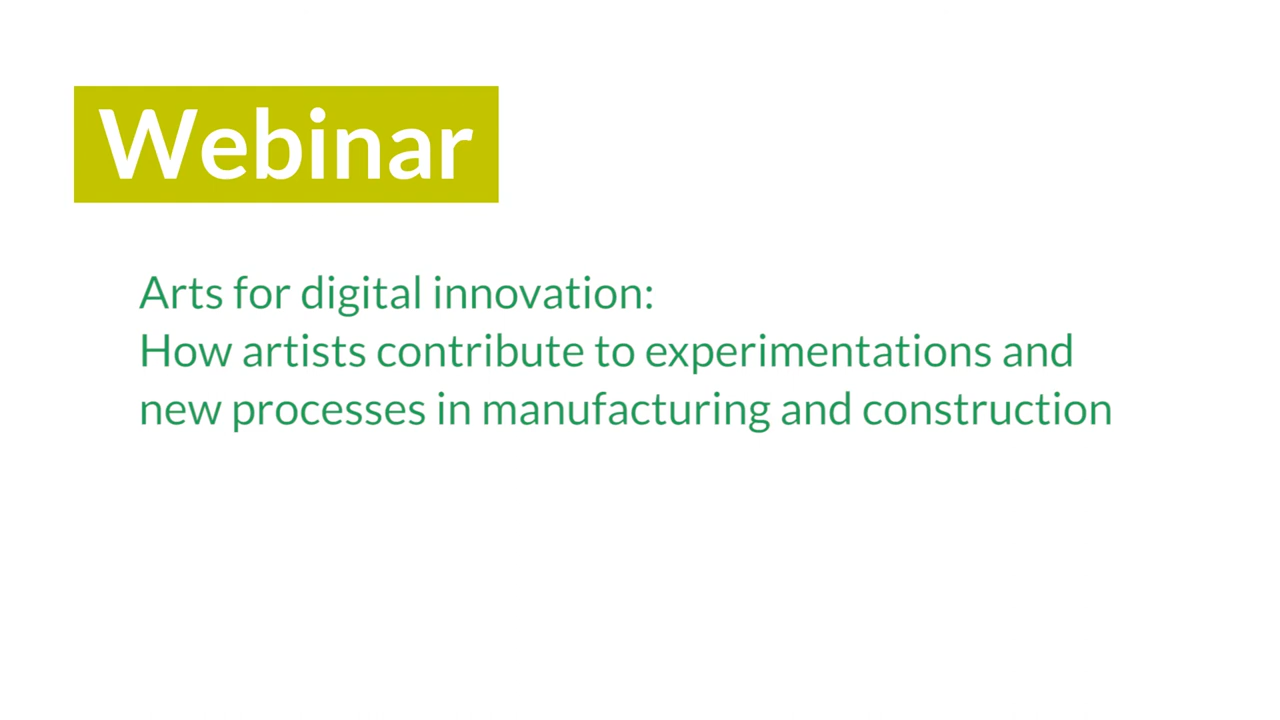 Webinar
Arts for digital innovation:
How artists contribute to experimentations and
new processes in manufacturing and construction